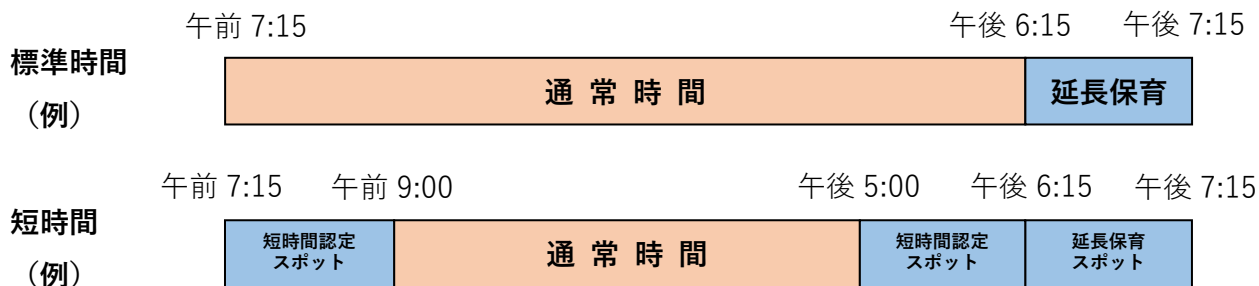 午前 7:15 午後 6:15 午後 7:15
標準時間
（例）
通 常 時 間 延長保育
午前 7:15 午前 9:00 午後 5:00 午後 6:15 午後 7:15
短時間
（例）
短時間認定
スポット
通 常 時 間
短時間認定
スポット
延長保育
スポット